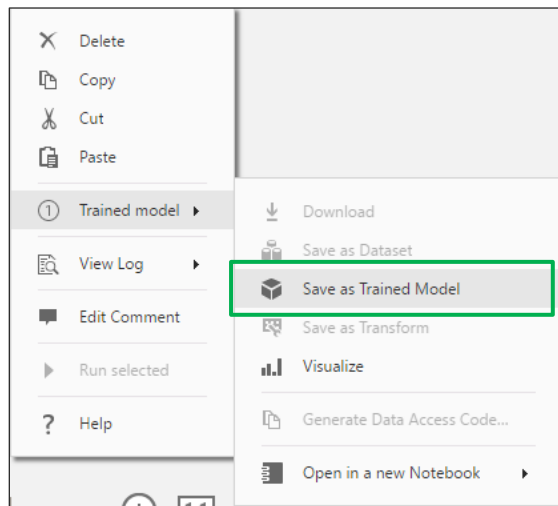 Delete
Copy
Cut
Paste
1 Trained model
View Log
Edit Comment
Run selected
? Help
Download
Save as Dataset
Save as Trained Model
Save as Transform
Visualize
Generate Data Access Code...
Open in a new Notebook